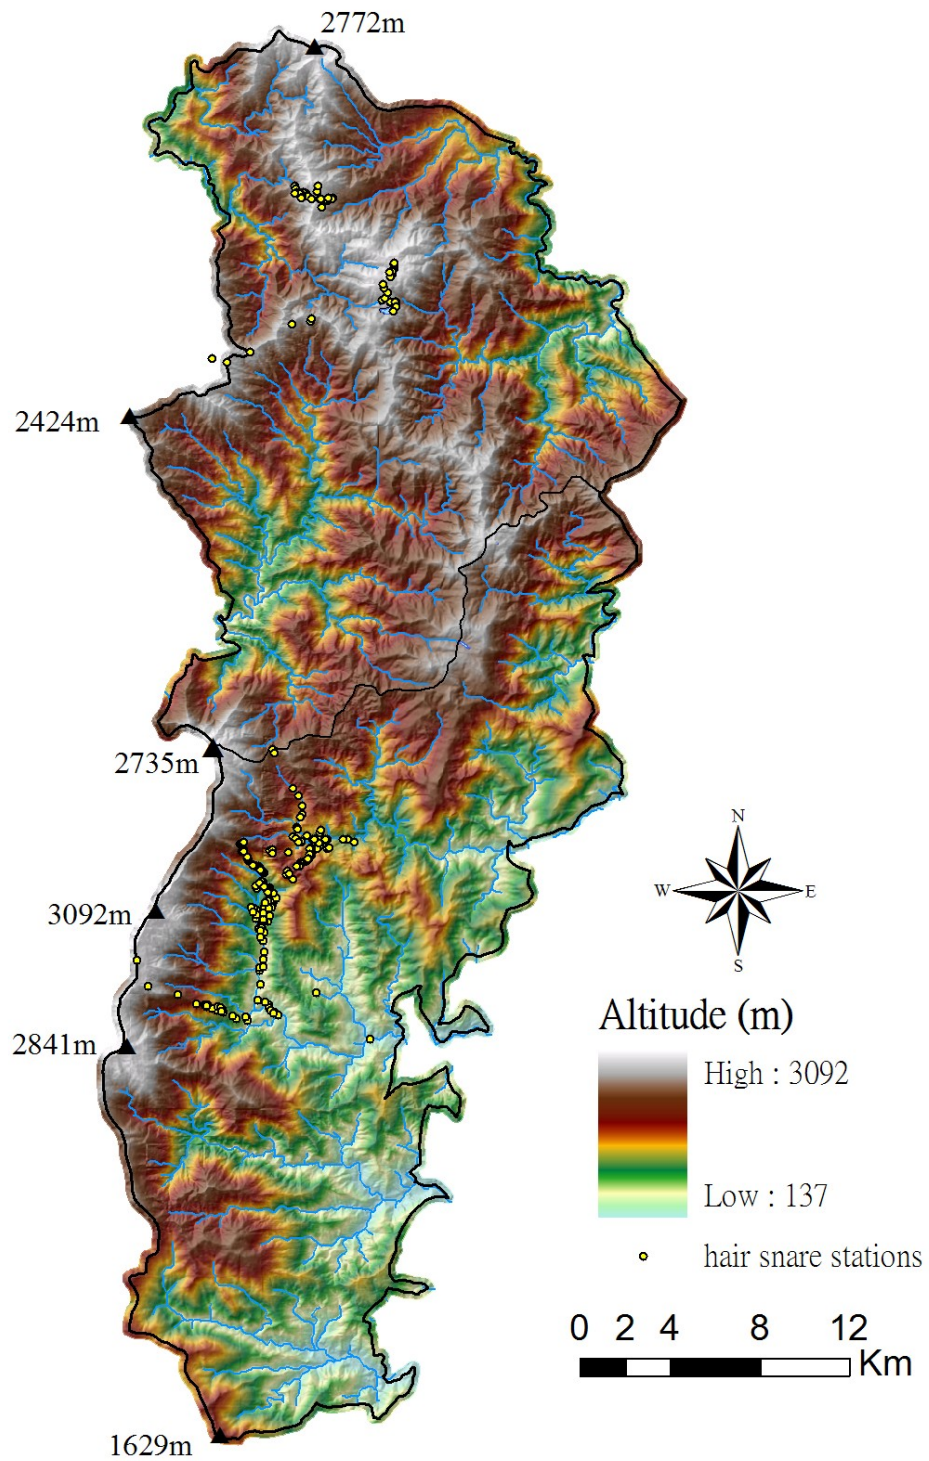 2772m
2424m
2735m
3092m
2841m
1629m
N
W E
S
Altitude (m)
High : 3092
Low : 137
hair snare stations
0 2 4 8 12
Km